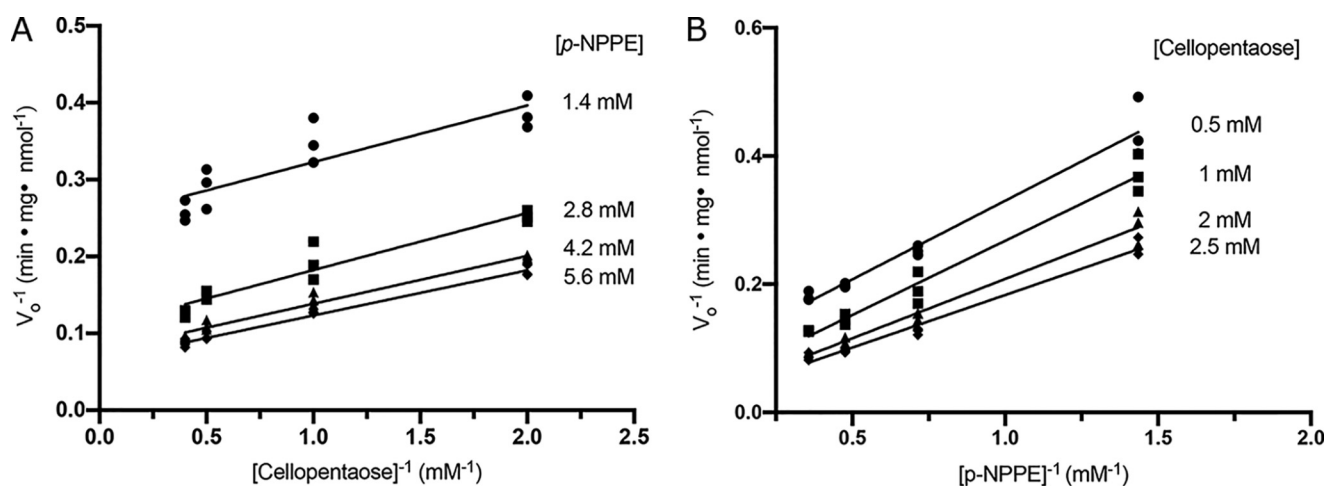 A
[p-NPPE]
1.4 mM
2.8 mM
4.2 mM
5.6 mM
0.5
0.4
0.3
0.2
0.1
0.0
V₀⁻¹ (min • mg• nmol⁻¹)
0.0 0.5 1.0 1.5 2.0 2.5
[Cellopentaose]⁻¹ (mM⁻¹)
B
[Cellopentaose]
0.5 mM
1 mM
2 mM
2.5 mM
0.6
0.4
0.2
0.0
V₀⁻¹ (min • mg• nmol⁻¹)
0.5 1.0 1.5 2.0
[p-NPPE]⁻¹ (mM⁻¹)